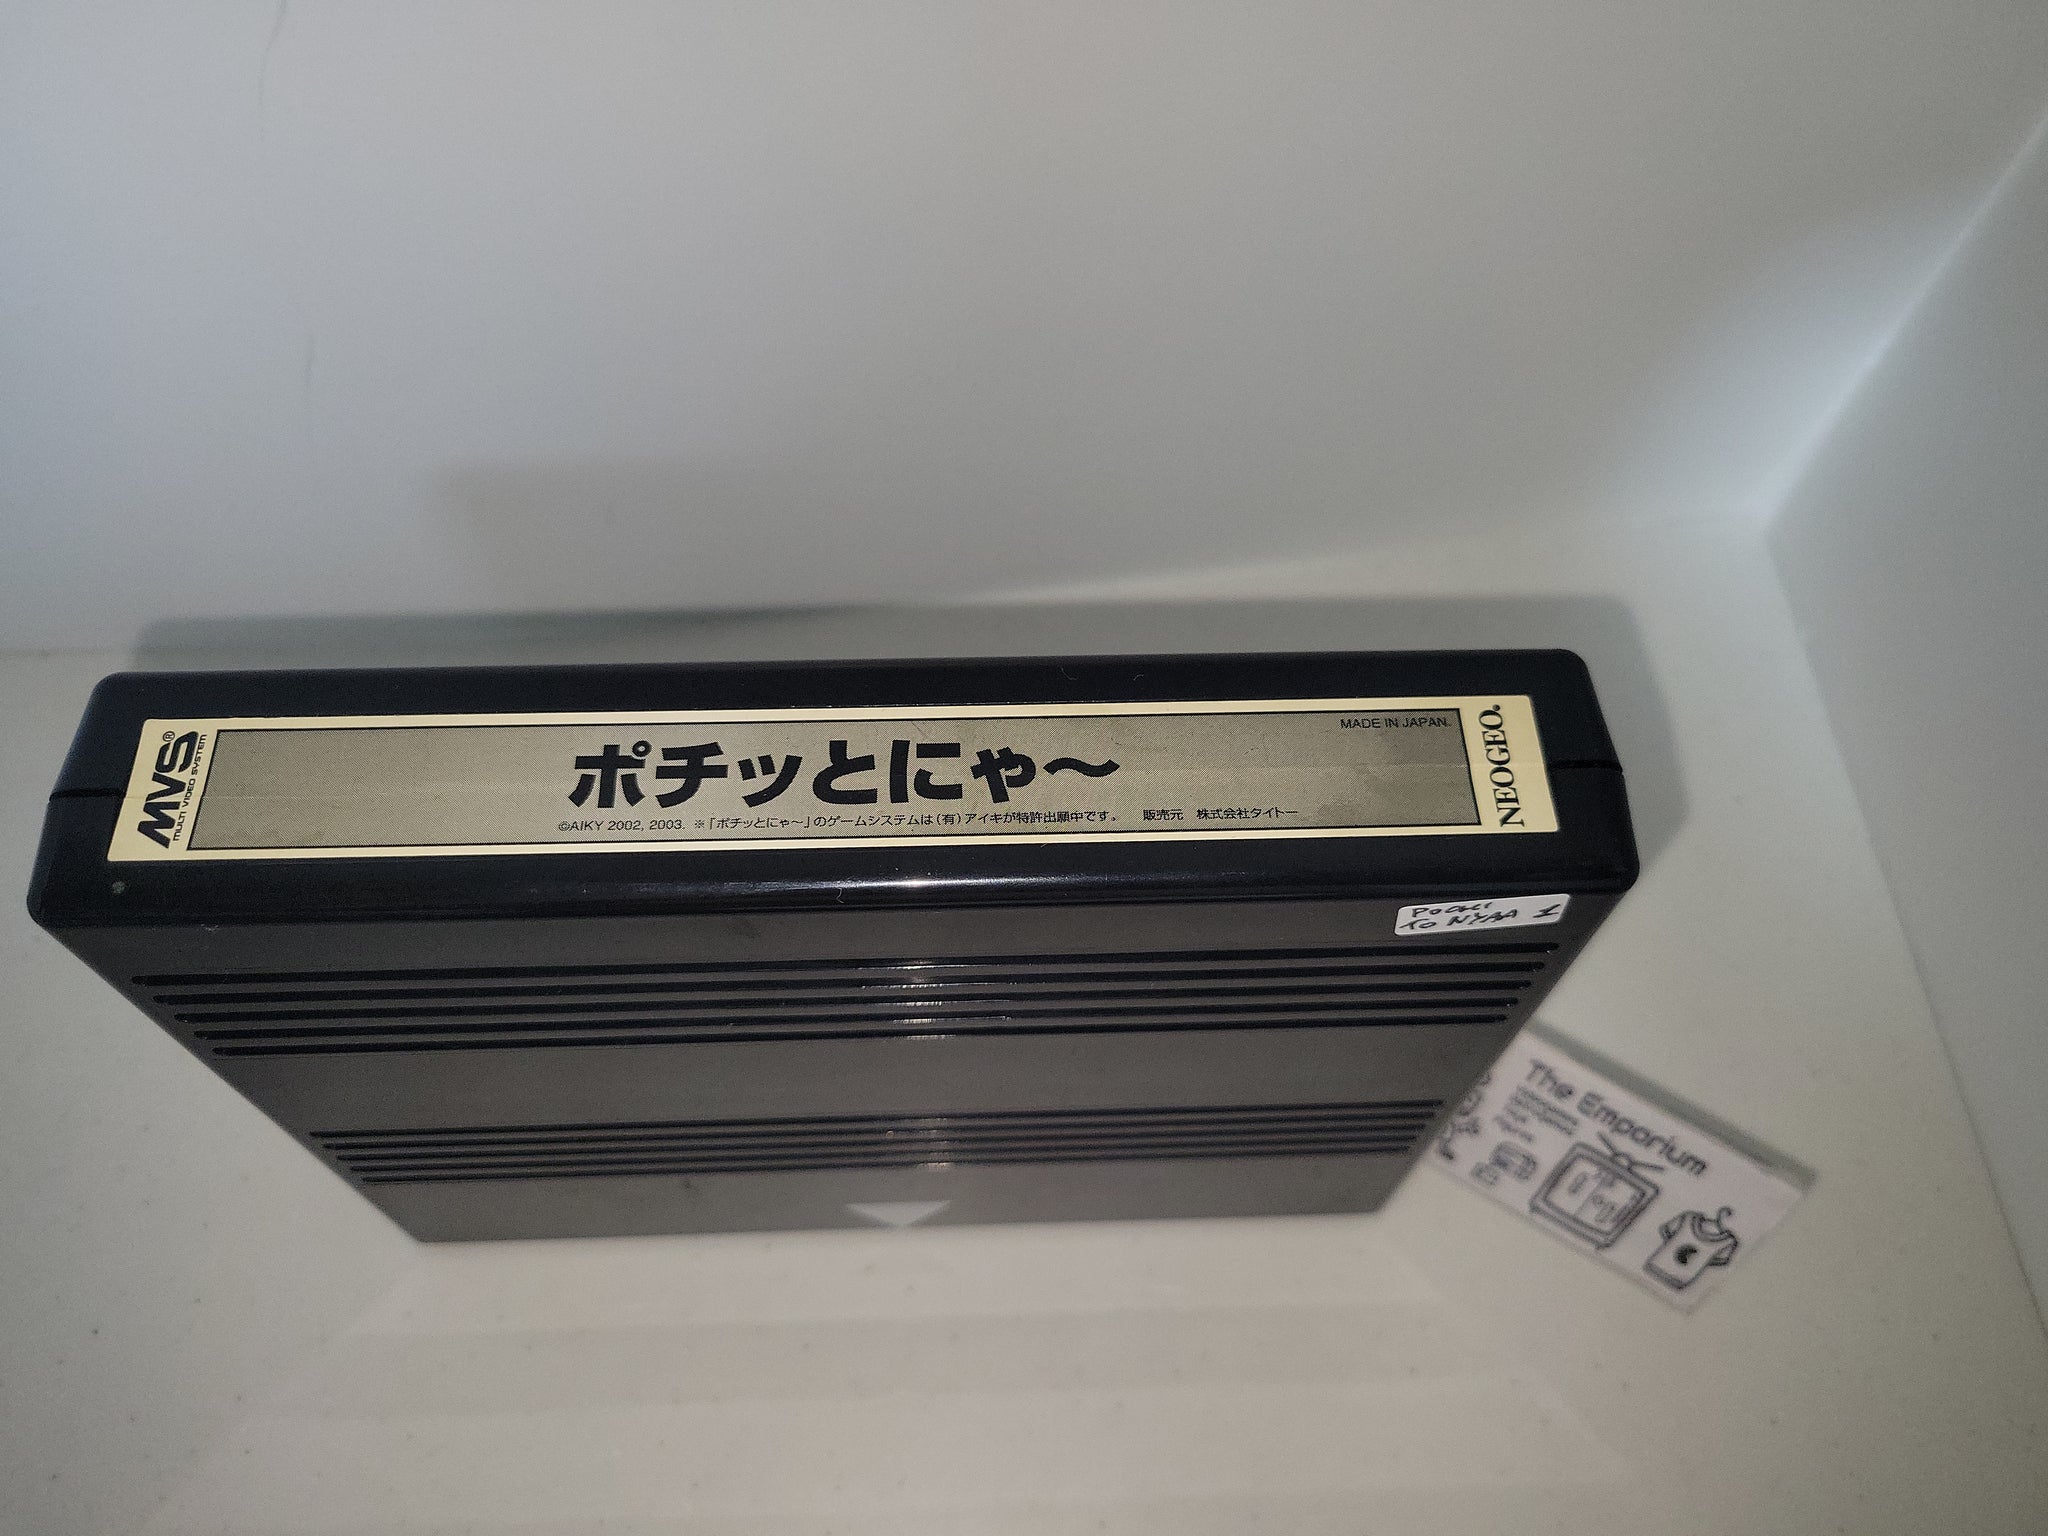 MVS®
MULTI VIDEO SYSTEM
MADE IN JAPAN.
ポチッとにゃ〜
©AIKY 2002, 2003. ※「ポチッとにゃ〜」のゲームシステムは(有)アイキが特許出願中です。 販売元 株式会社タイトー
NEOGEO®
To NYAA 1
The Emporium